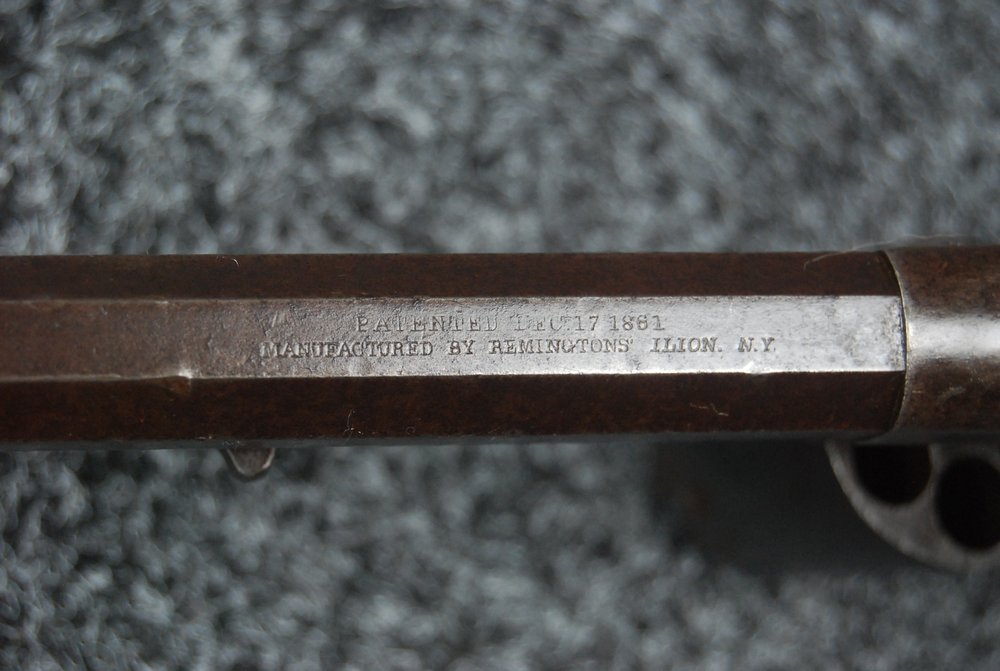 PATENTED DEC. 17 1861
MANUFACTURED BY REMINGTONS' ILION. N.Y.